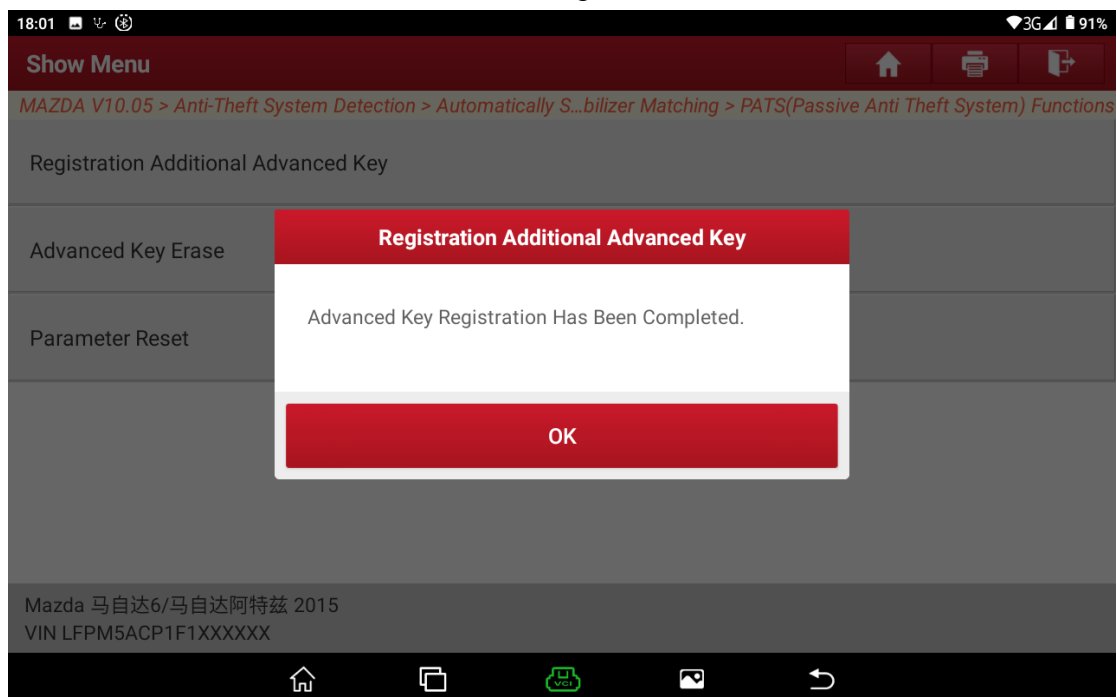 18:01
3G 91%
Show Menu
MAZDA V10.05 > Anti-Theft System Detection > Automatically S...bilizer Matching > PATS(Passive Anti Theft System) Functions
Registration Additional Advanced Key
Registration Additional Advanced Key
Advanced Key Erase
Advanced Key Registration Has Been Completed.
Parameter Reset
OK
Mazda 马自达6/马自达阿特兹 2015
VIN LFPM5ACP1F1XXXXXX
VCI